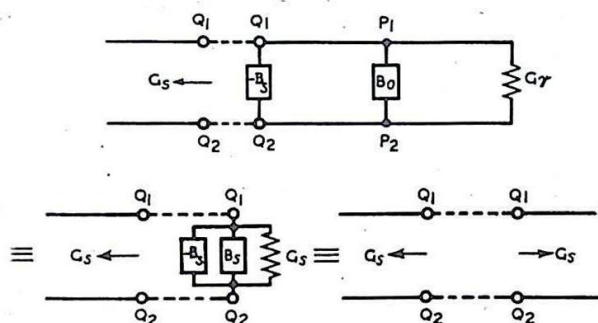 Q1 Q1 P1
Gs -Bs B0 Gγ
Q2 Q2 P2
Q1 Q1 Q1 Q1
≡ Gs -Bs Bs Gs ≡ Gs Gs
Q2 Q2 Q2 Q2